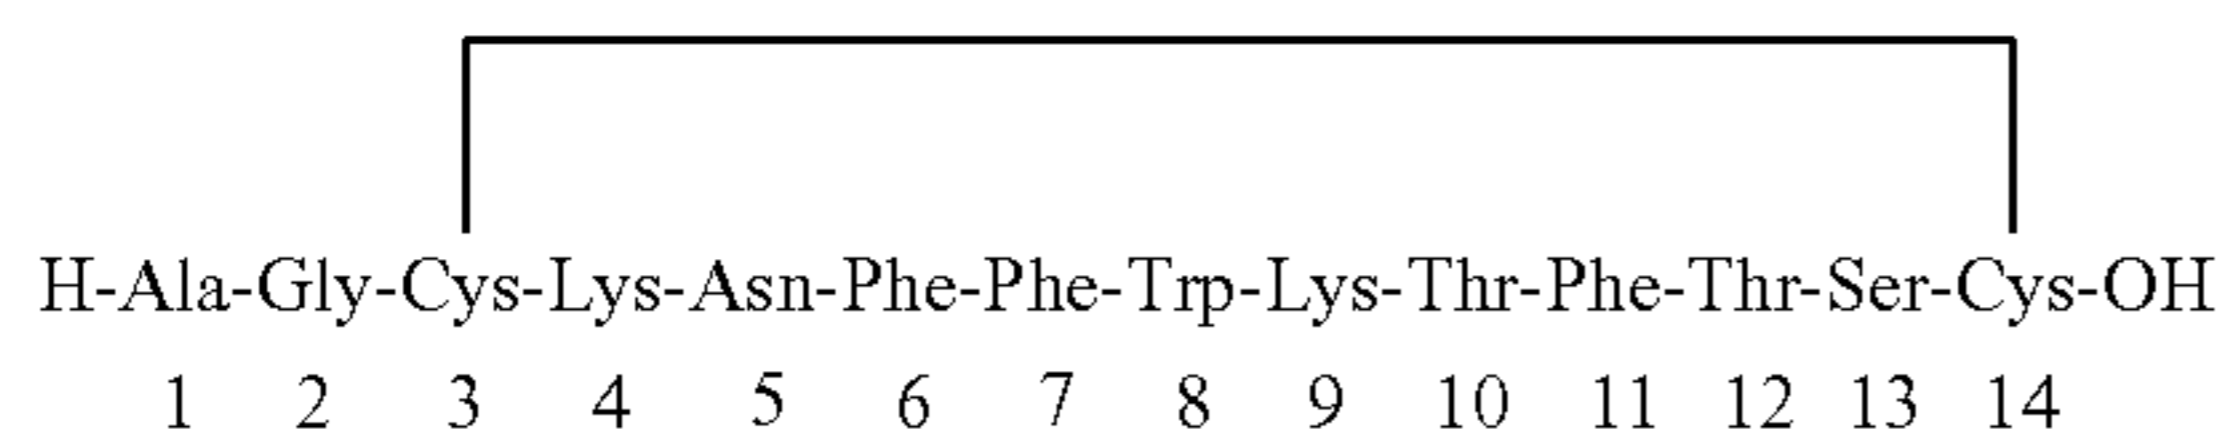 H-Ala-Gly-Cys-Lys-Asn-Phe-Phe-Trp-Lys-Thr-Phe-Thr-Ser-Cys-OH
1 2 3 4 5 6 7 8 9 10 11 12 13 14